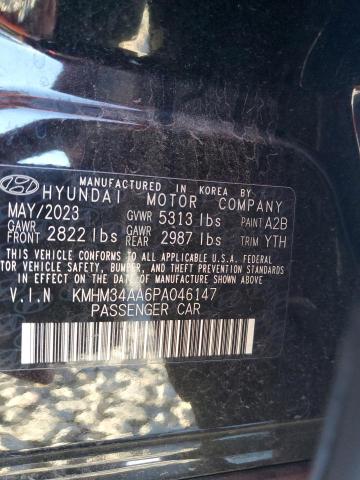 MANUFACTURED IN KOREA BY
HYUNDAI MOTOR COMPANY
MAY/2023 GVWR 5313 lbs PAINT A2B
GAWR FRONT 2822 lbs GAWR REAR 2987 lbs TRIM YTH
THIS VEHICLE CONFORMS TO ALL APPLICABLE U.S.A. FEDERAL
MOTOR VEHICLE SAFETY, BUMPER, AND THEFT PREVENTION STANDARDS
IN EFFECT ON THE DATE OF MANUFACTURE SHOWN ABOVE.
V.I.N KMHM34AA6PA046147
PASSENGER CAR